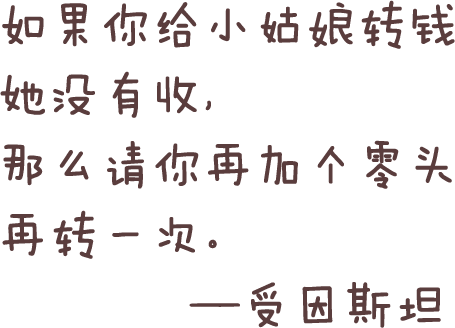 如果你给小姑娘转钱
她没有收,
那么请你再加个零头
再转一次。
—受因斯坦